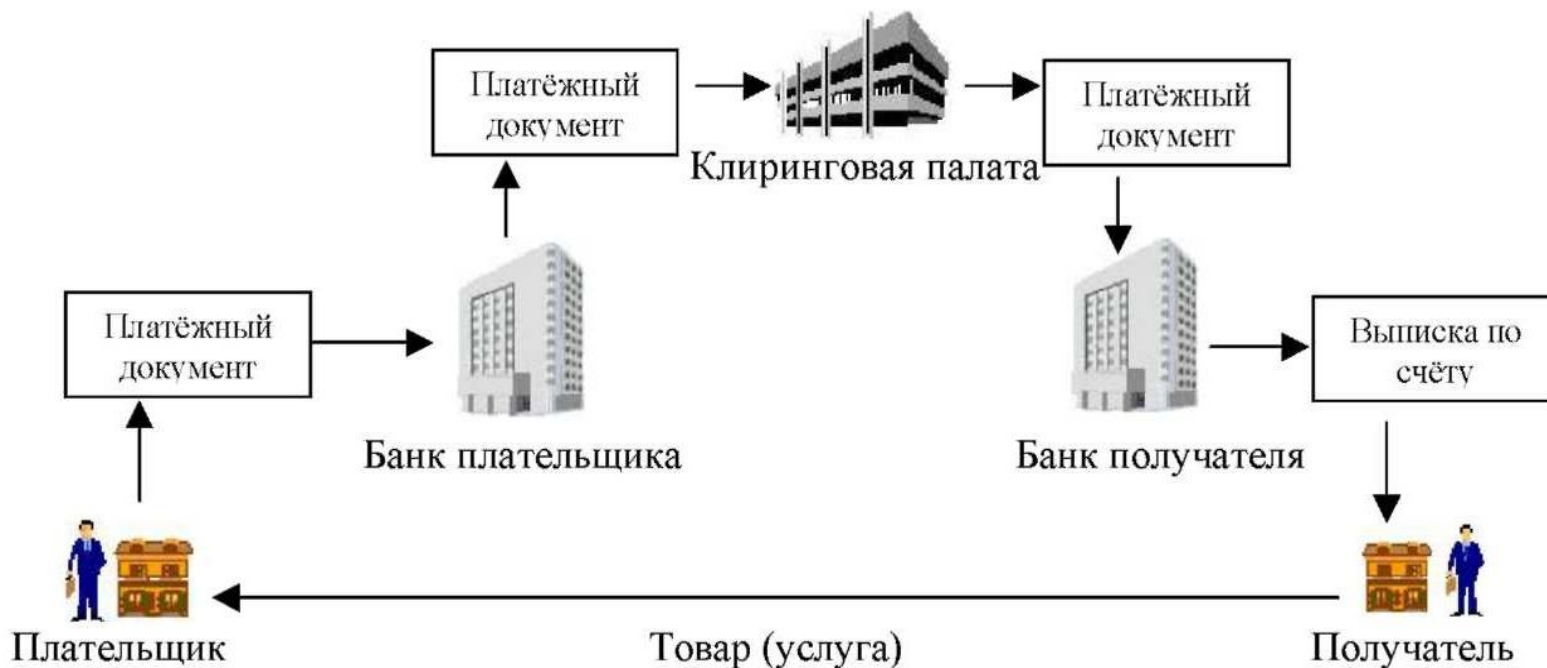 Платёжный
документ
Клиринговая палата
Платёжный
документ
Платёжный
документ
Банк плательщика
Банк получателя
Выписка по
счёту
Плательщик
Товар (услуга)
Получатель